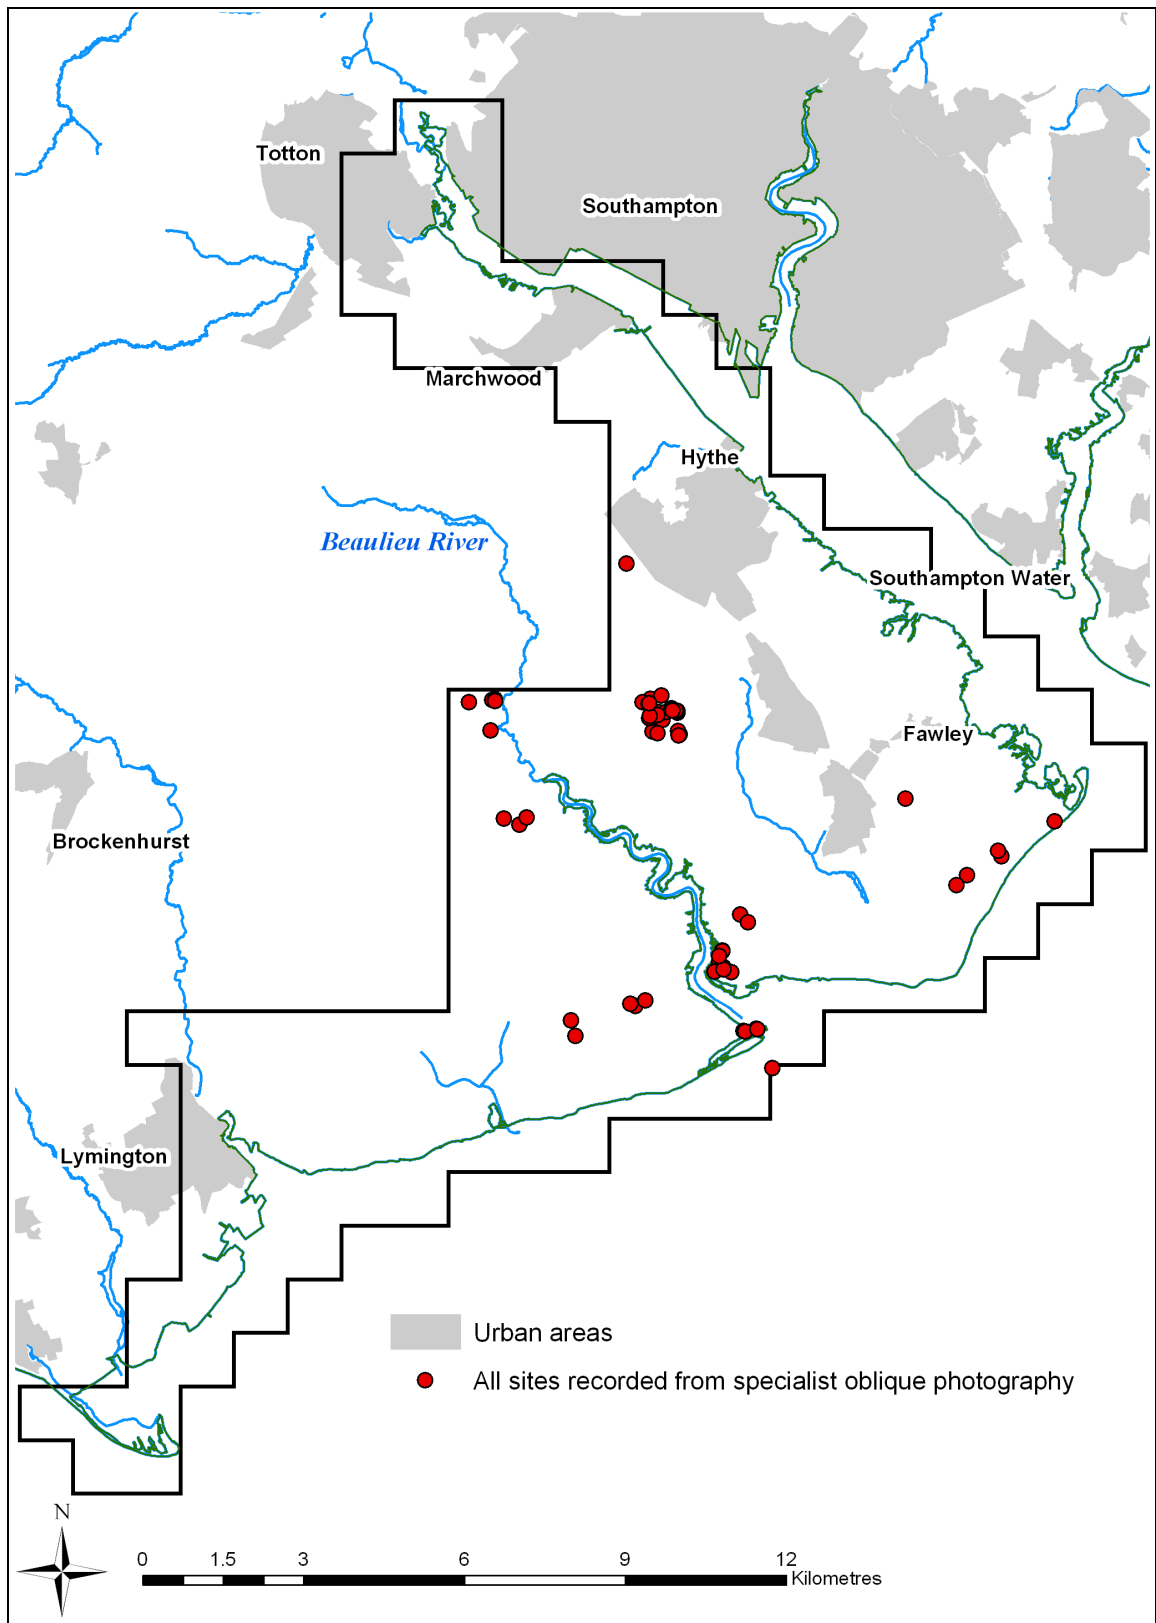 Totton
Southampton
Marchwood
Hythe
Beaulieu River
Southampton Water
Fawley
Brockenhurst
Lymington
Urban areas
All sites recorded from specialist oblique photography
N
0 1.5 3 6 9 12
Kilometres